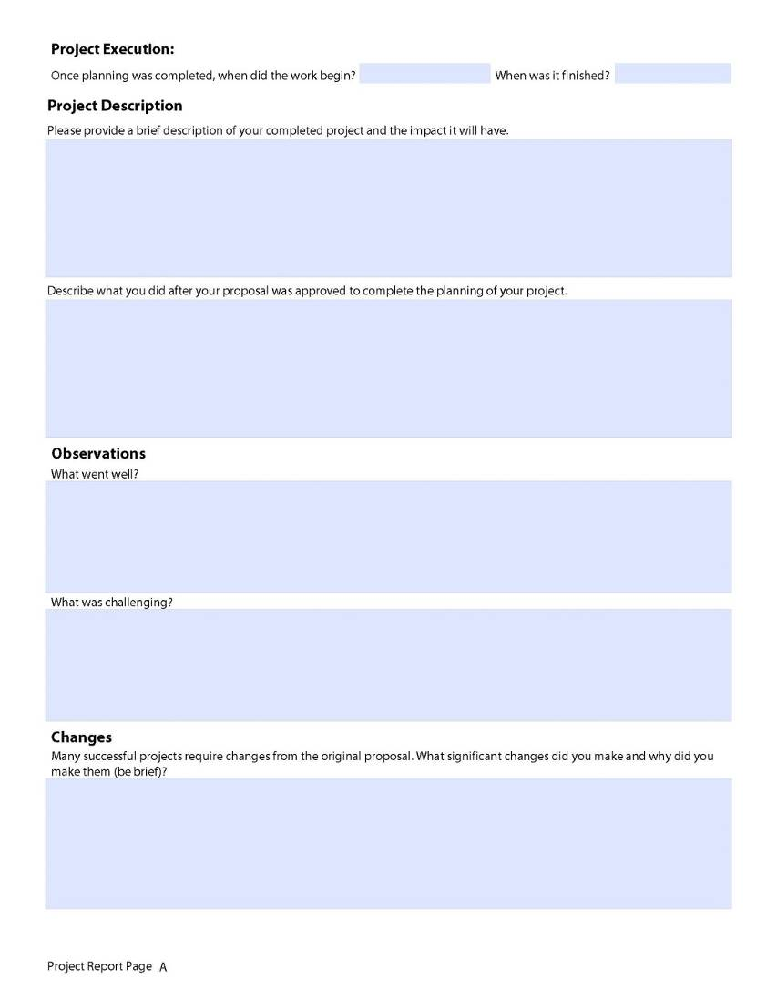 Project Execution:
Once planning was completed, when did the work begin? When was it finished?
Project Description
Please provide a brief description of your completed project and the impact it will have.
Describe what you did after your proposal was approved to complete the planning of your project.
Observations
What went well?
What was challenging?
Changes
Many successful projects require changes from the original proposal. What significant changes did you make and why did you
make them (be brief)?
Project Report Page A